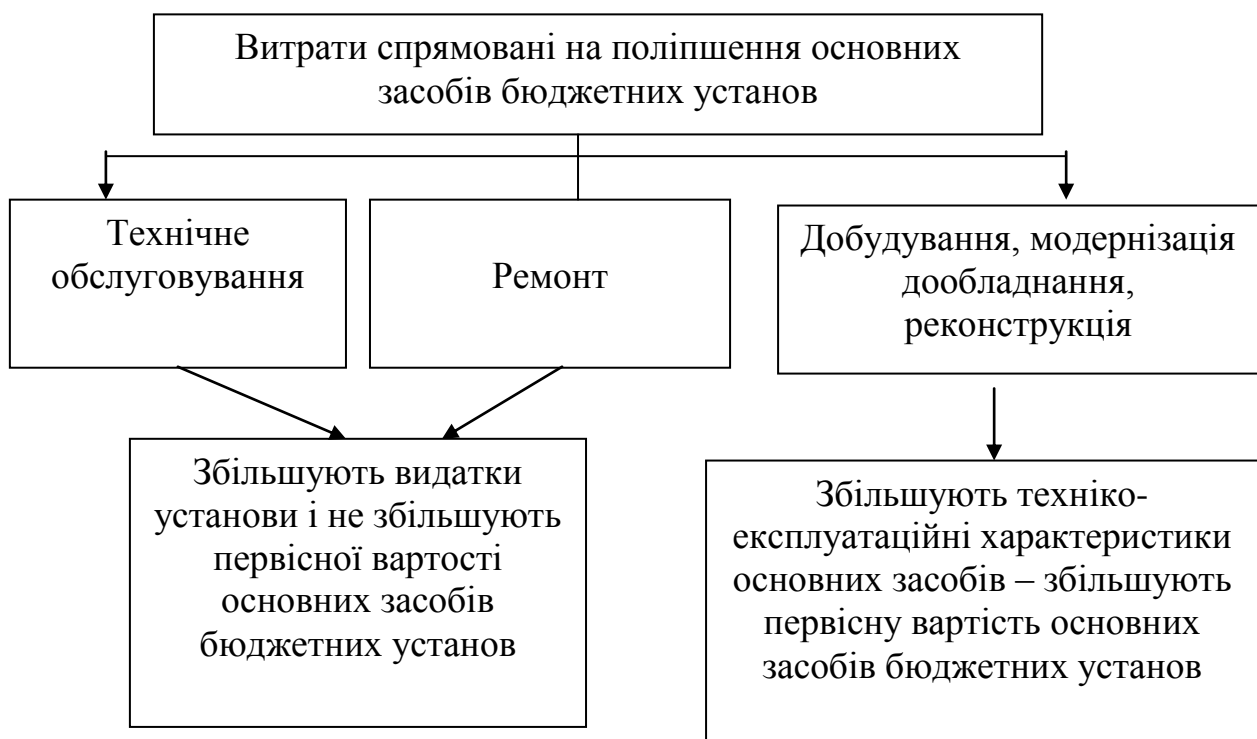 Витрати спрямовані на поліпшення основних
засобів бюджетних установ
Технічне
обслуговування
Ремонт
Добудування, модернізація
дообладнання,
реконструкція
Збільшують видатки
установи і не збільшують
первісної вартості
основних засобів
бюджетних установ
Збільшують техніко-
експлуатаційні характеристики
основних засобів – збільшують
первісну вартість основних
засобів бюджетних установ